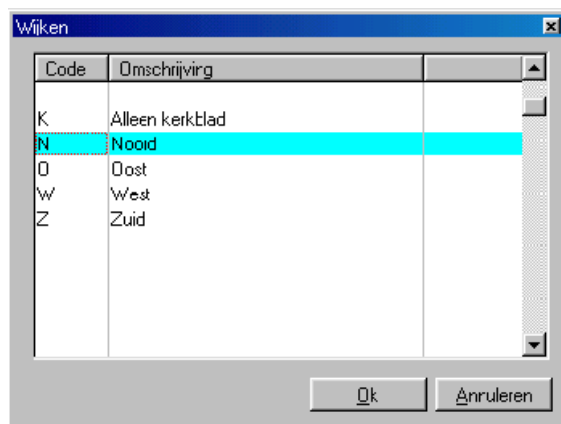 Wijken
Code Omschrijving
K Alleen kerkblad
N Noord
O Oost
W West
Z Zuid
Ok Annuleren